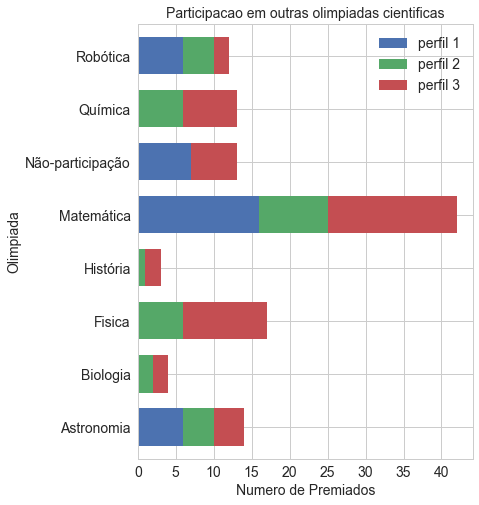 Participacao em outras olimpiadas cientificas
perfil 1
perfil 2
perfil 3
Robótica
Química
Não-participação
Matemática
História
Fisica
Biologia
Astronomia
Olimpiada
0 5 10 15 20 25 30 35 40
Numero de Premiados